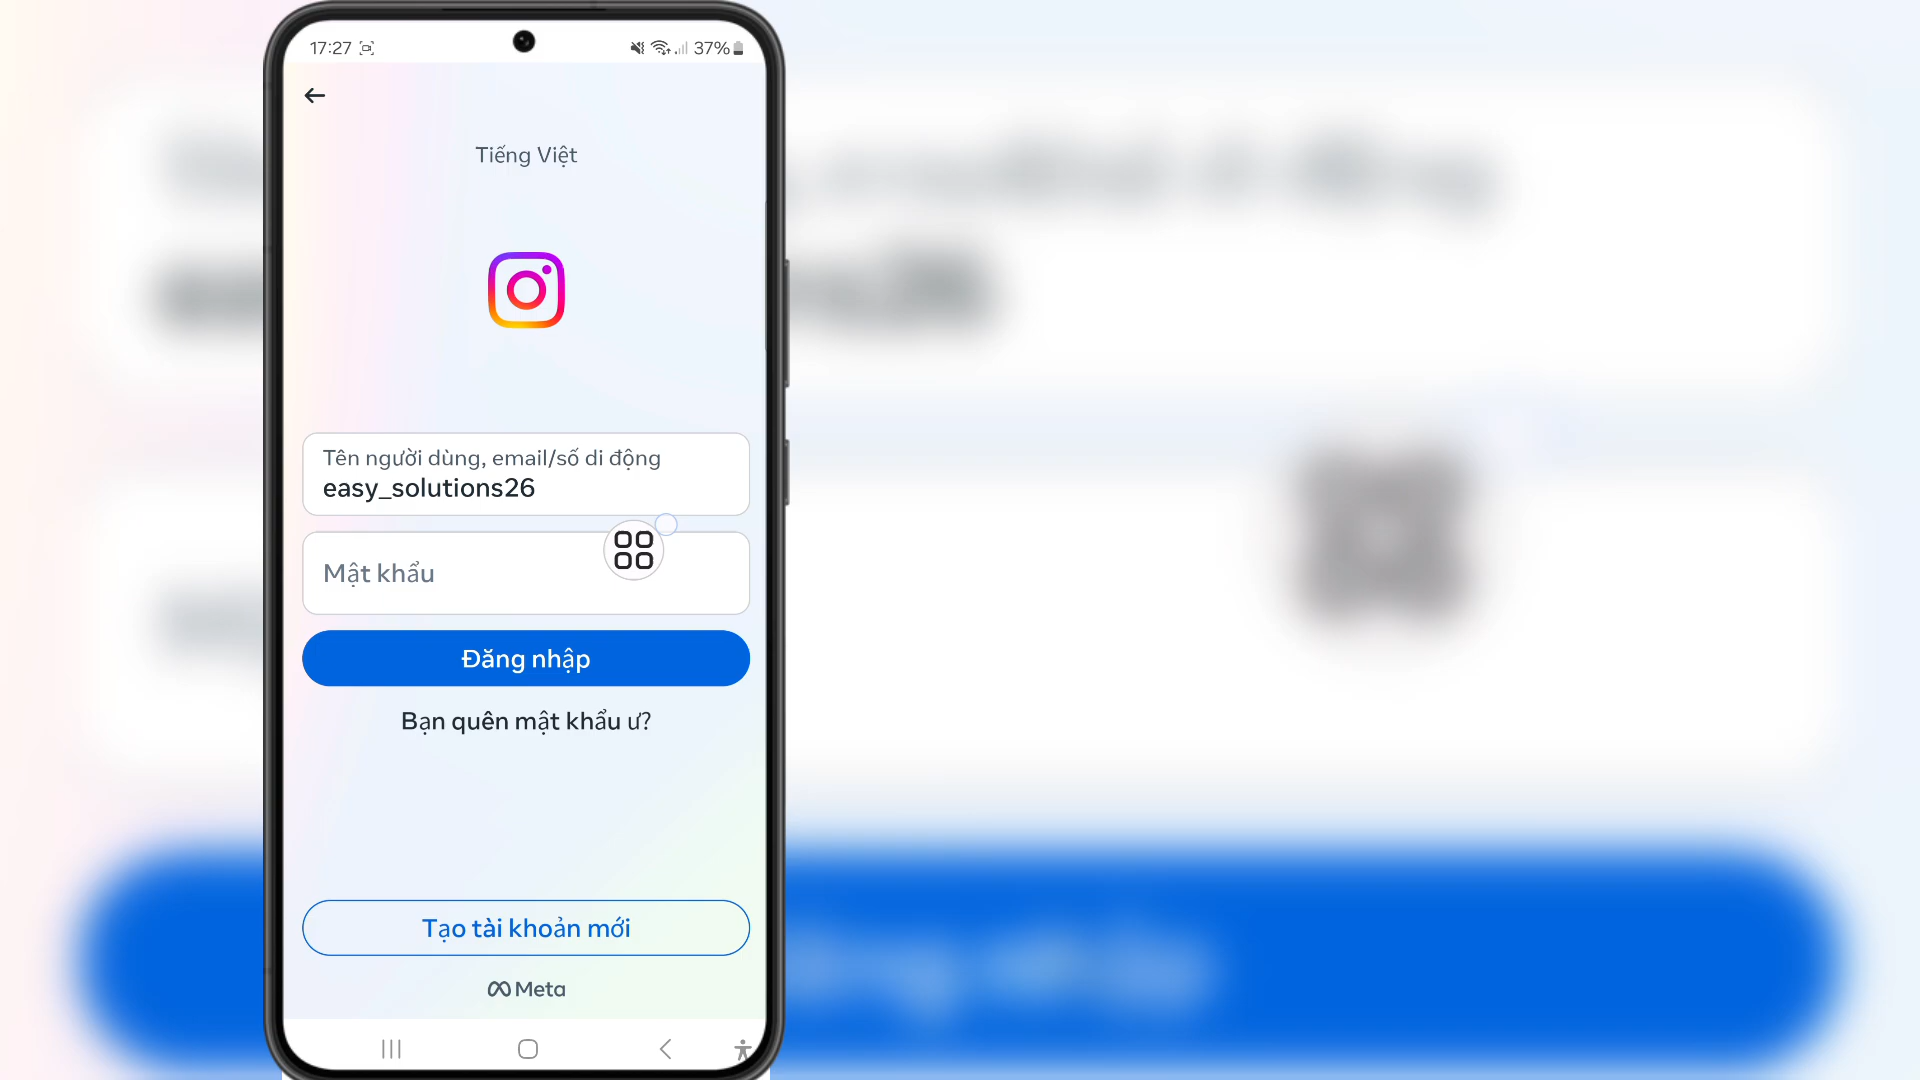 17:27
37%
Tiếng Việt
Tên người dùng, email/số di động
easy_solutions26
Mật khẩu
Đăng nhập
Bạn quên mật khẩu ư?
Tạo tài khoản mới
Meta